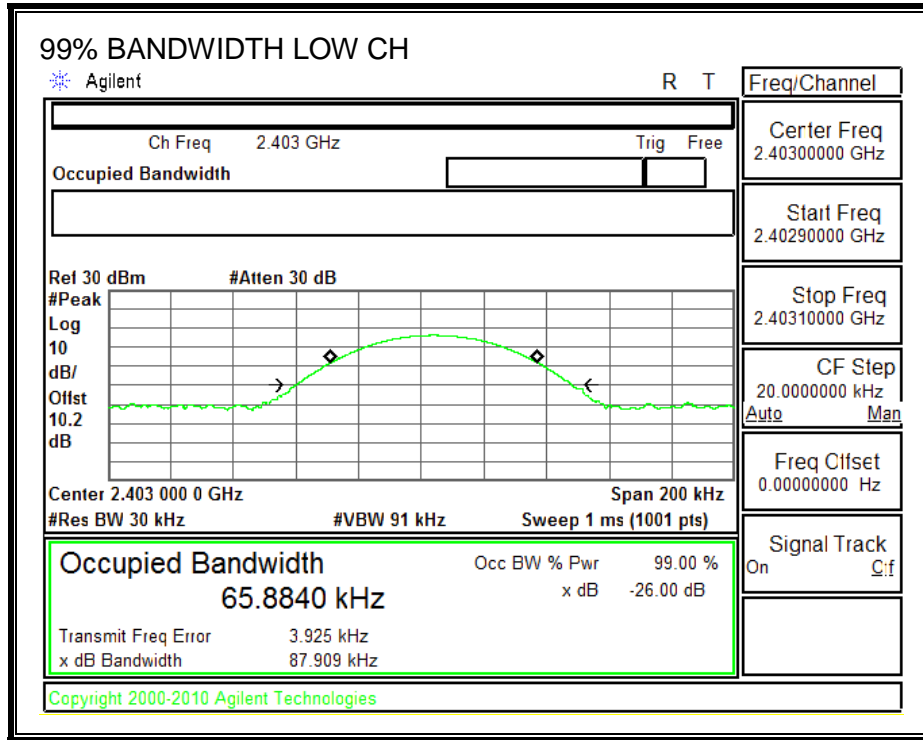 99% BANDWIDTH LOW CH
Agilent R T
Freq/Channel
Ch Freq 2.403 GHz Trig Free
Occupied Bandwidth
Center Freq
2.40300000 GHz
Start Freq
2.40290000 GHz
Stop Freq
2.40310000 GHz
CF Step
20.0000000 kHz
Auto Man
Freq Offset
0.00000000 Hz
Signal Track
On Off
Ref 30 dBm #Atten 30 dB
#Peak
Log
10
dB/
Offst
10.2
dB
Center 2.403 000 0 GHz Span 200 kHz
#Res BW 30 kHz #VBW 91 kHz Sweep 1 ms (1001 pts)
Occupied Bandwidth
65.8840 kHz
Occ BW % Pwr 99.00 %
x dB -26.00 dB
Transmit Freq Error 3.925 kHz
x dB Bandwidth 87.909 kHz
Copyright 2000-2010 Agilent Technologies